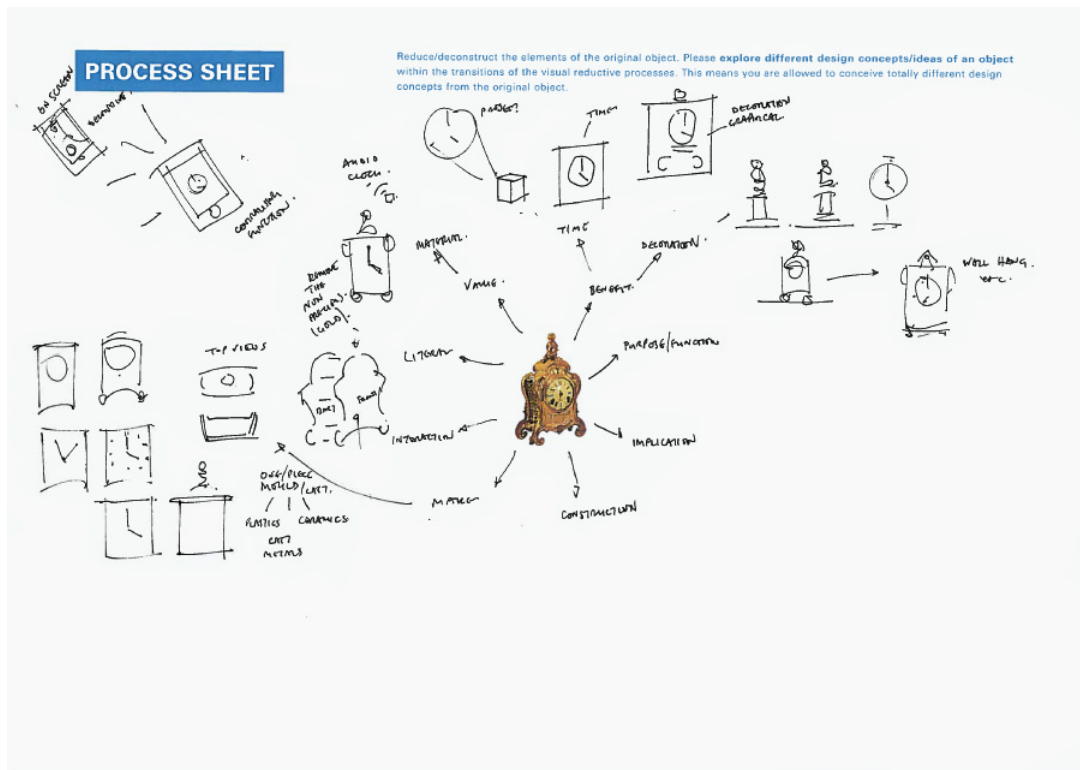 PROCESS SHEET
Reduce/deconstruct the elements of the original object. Please explore different design concepts/ideas of an object
within the transitions of the visual reductive processes. This means you are allowed to conceive totally different design
concepts from the original object.
ON SCREEN
PROJECT?
TIME
DECORATION
GRAPHICAL
AUDIO
CLOCK.
FUNCTION.
MATERIAL.
TIME
DECORATION.
WALL HANG.
ETC.
REMOVE
THE
NON
PRECIOUS.
(GOLD).
VALUE.
BENEFIT.
TOP VIEWS
LITERAL
PURPOSE/FUNCTION
BACK
FRONT
INTERACTION
IMPLICATION
ONE/PIECE
MOULD/CAST.
CONSTRUCTION
PLASTICS
CERAMICS
CAST
METALS